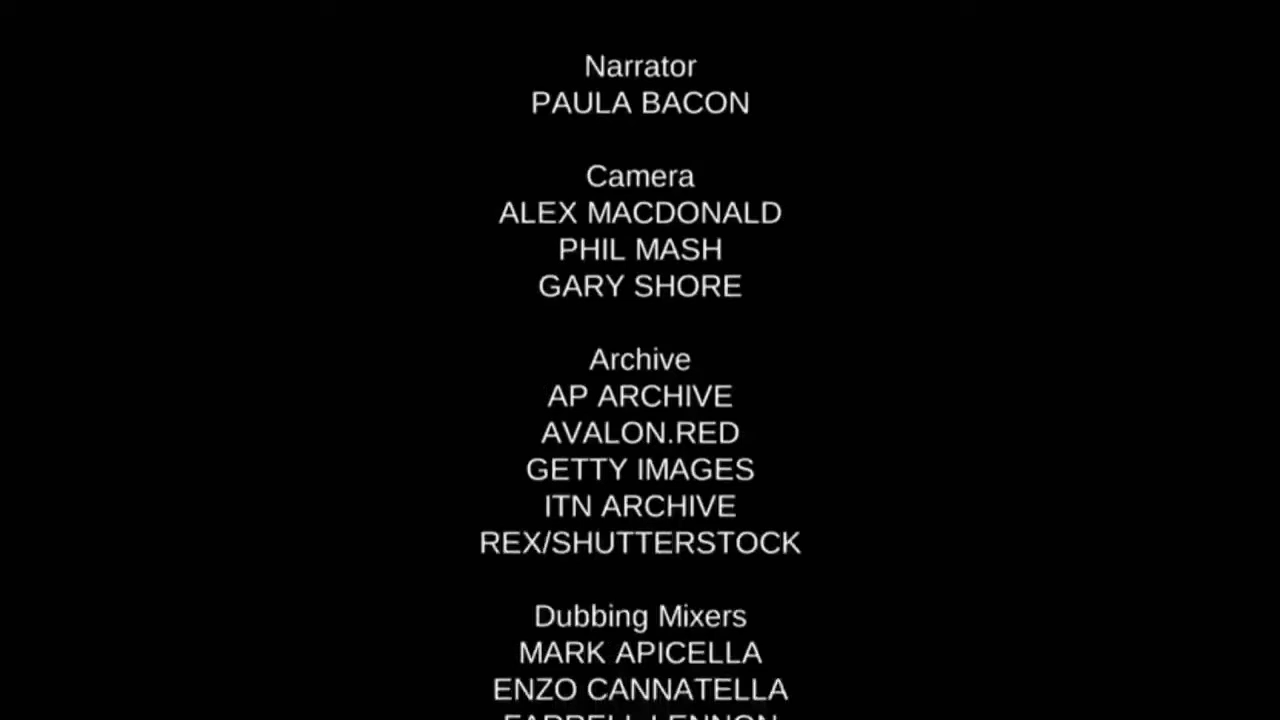 Narrator
PAULA BACON
Camera
ALEX MACDONALD
PHIL MASH
GARY SHORE
Archive
AP ARCHIVE
AVALON.RED
GETTY IMAGES
ITN ARCHIVE
REX/SHUTTERSTOCK
Dubbing Mixers
MARK APICELLA
ENZO CANNATELLA